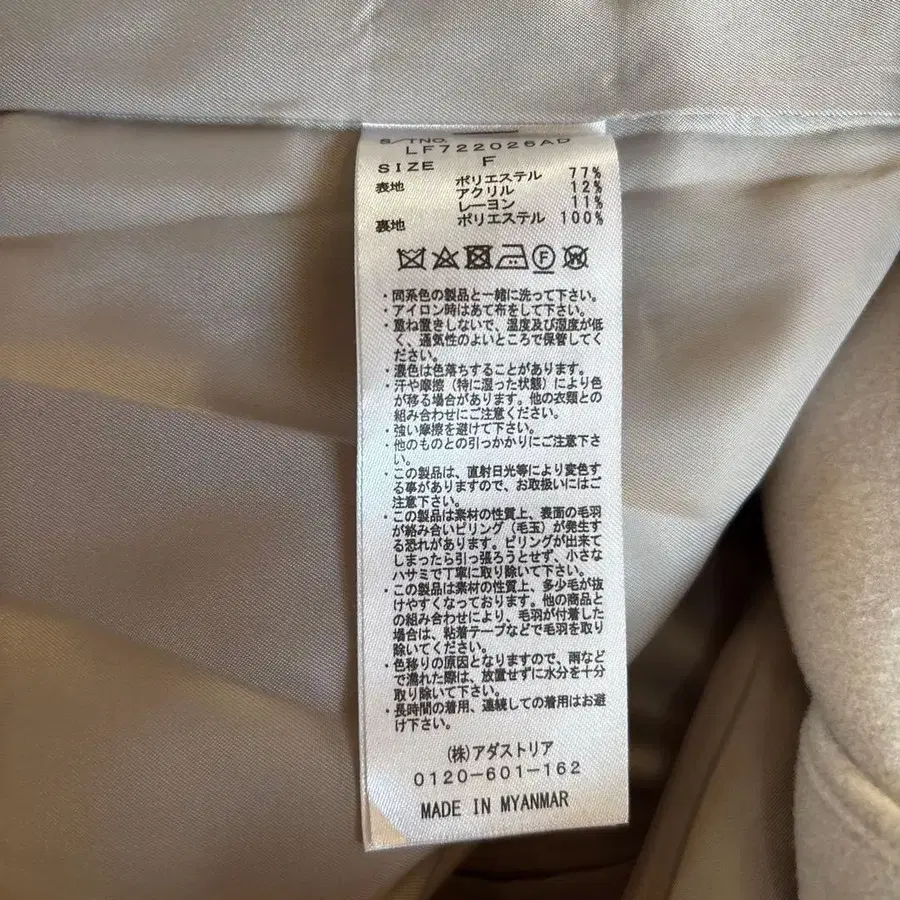 S/TNO.
LF722026AD
SIZE F
表地 ポリエステル 77%
アクリル 12%
レーヨン 11%
裏地 ポリエステル 100%
F W
・同系色の製品と一緒に洗って下さい。
・アイロン時はあて布をして下さい。
・重ね置きしないで、温度及び湿度が低
く、通気性のよいところで保管してく
ださい。
・濃色は色落ちすることがあります。
・汗や摩擦（特に湿った状態）により色
が移る場合があります。他の衣類との
組み合わせにご注意ください。
・強い摩擦を避けて下さい。
・他のものとの引っかかりにご注意下さ
い。
・この製品は、直射日光等により変色す
る事がありますので、お取扱いにはご
注意下さい。
・この製品は素材の性質上、表面の毛羽
が絡み合いピリング（毛玉）が発生す
る恐れがあります。ピリングが出来て
しまったら引っ張ろうとせず、小さな
ハサミで丁寧に取り除いて下さい。
・この製品は素材の性質上、多少毛が抜
けやすくなっております。他の商品と
の組み合わせにより、毛羽が付着した
場合は、粘着テープなどで毛羽を取り
除いてください。
・色移りの原因となりますので、雨など
で濡れた際は、放置せずに水分を十分
取り除いて下さい。
・長時間の着用、連続しての着用はお避
け下さい。
(株)アダストリア
0120-601-162
MADE IN MYANMAR